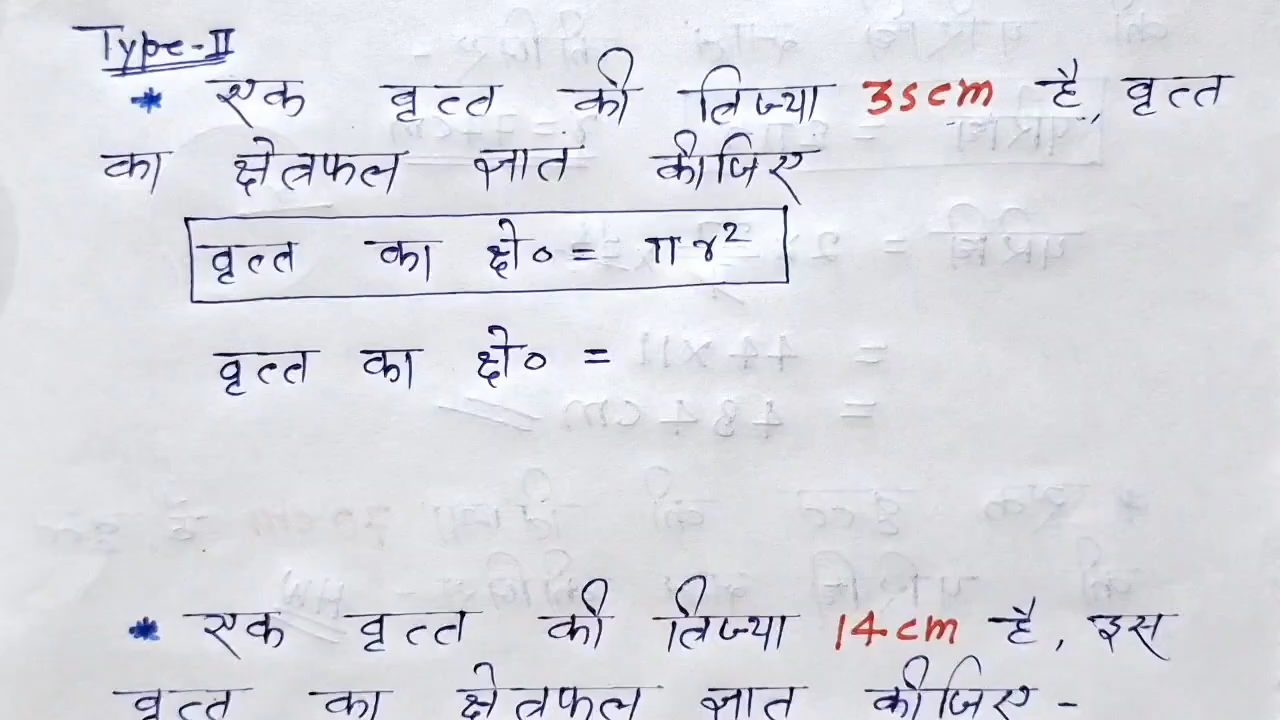 Type-II
* एक वृत्त की त्रिज्या 35cm है, वृत्त
का क्षेत्रफल ज्ञात कीजिए
वृत्त का क्षे० = πr²
वृत्त का क्षे० =
* एक वृत्त की त्रिज्या 14cm है, इस
वृत्त का क्षेत्रफल ज्ञात कीजिए -